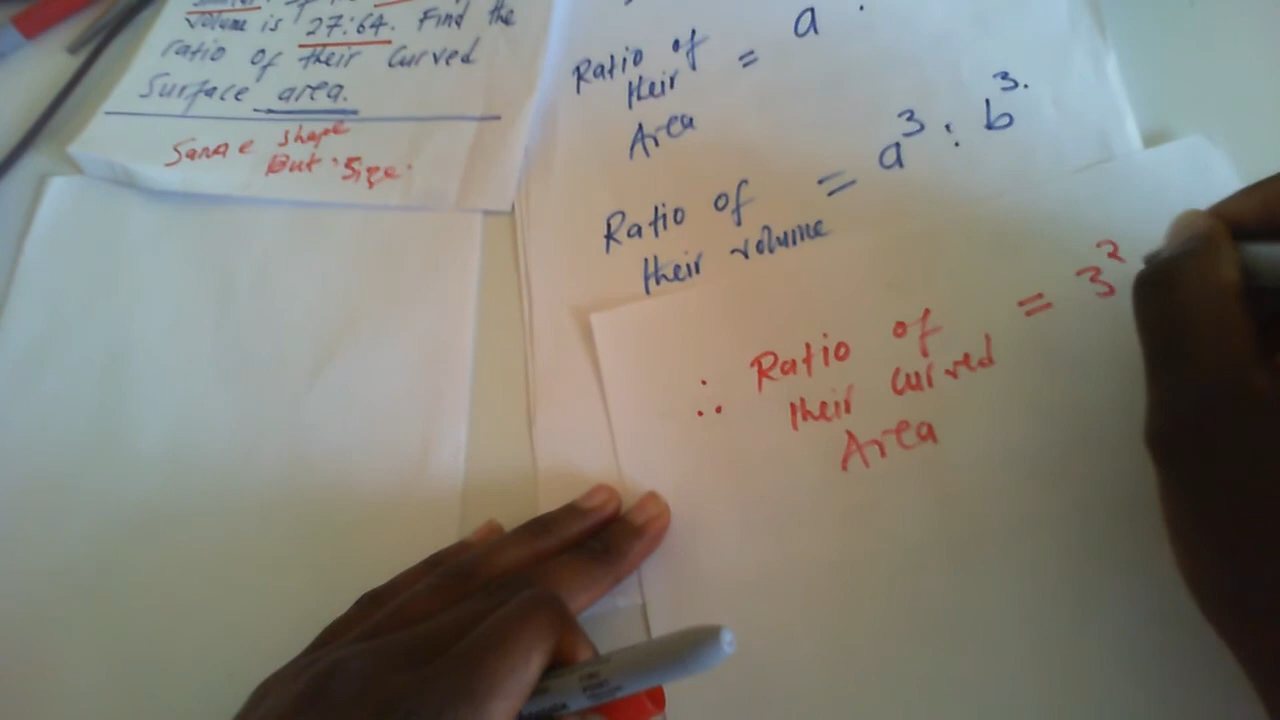 volume is 27:64. Find the
ratio of their curved
Surface area.
Same shape
But Size.
Ratio of = a
their
Area
Ratio of = a³ : b³.
their volume
∴ Ratio of = 3²
their curved
Area